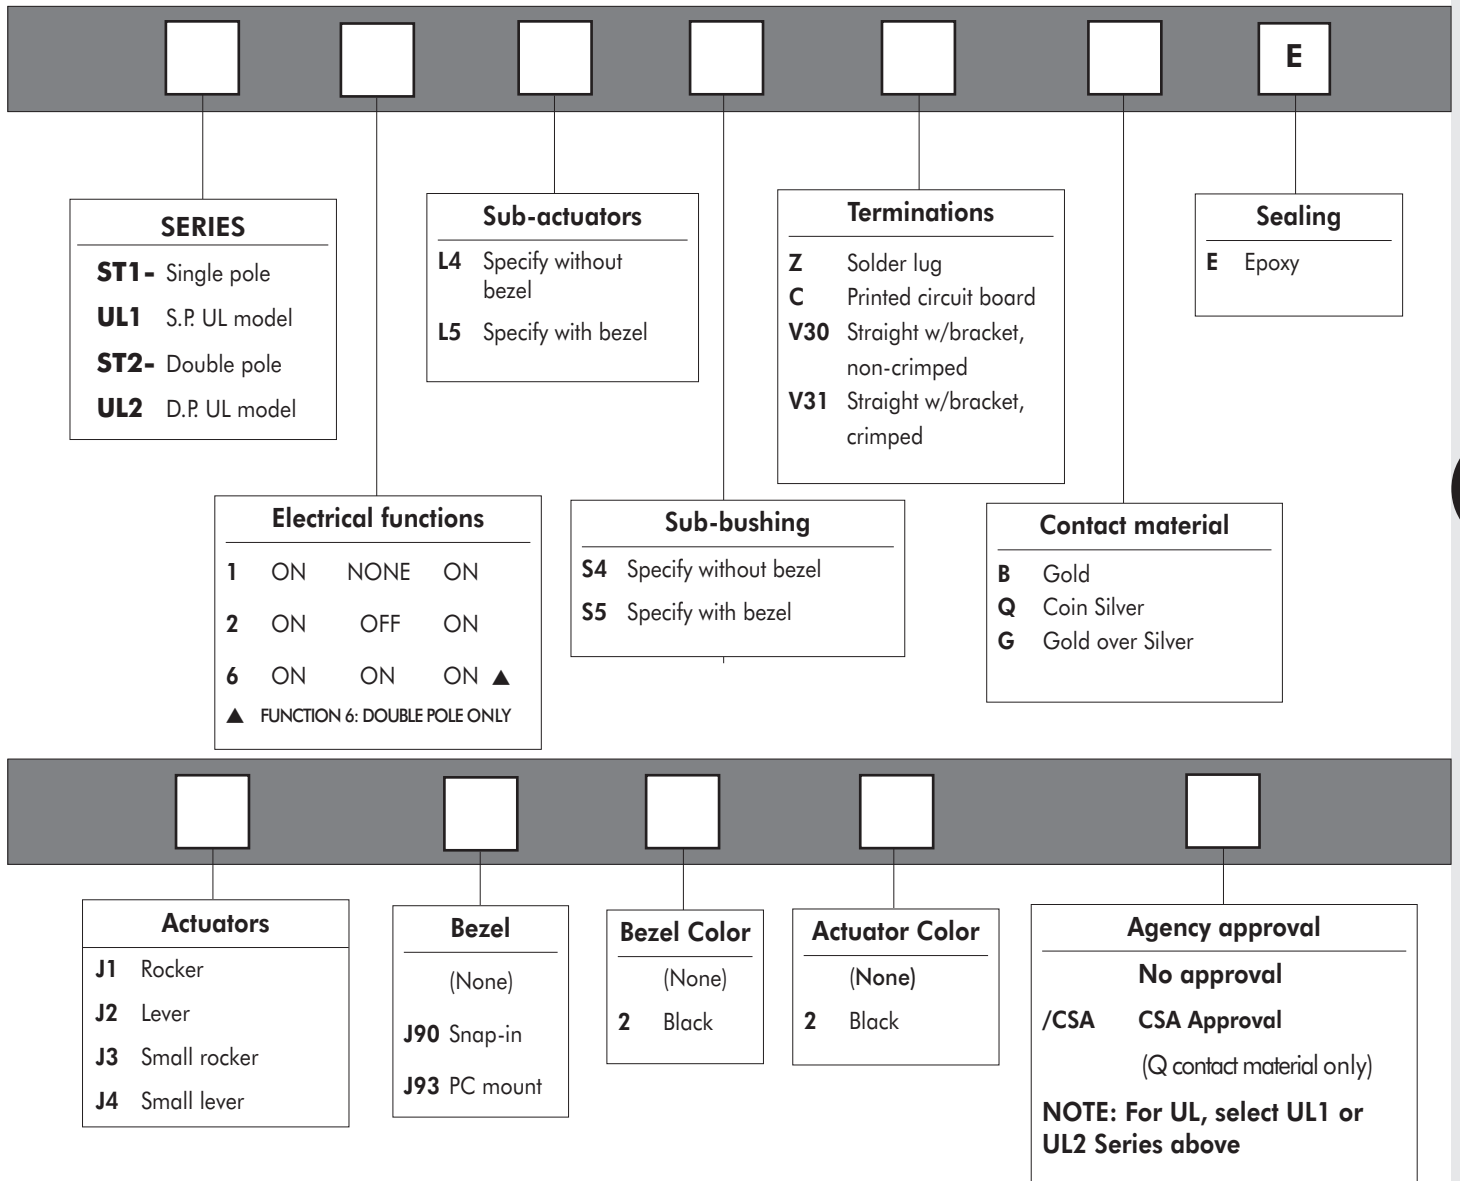 E
SERIES
ST1- Single pole
UL1 S.P. UL model
ST2- Double pole
UL2 D.P. UL model
Sub-actuators
L4 Specify without
bezel
L5 Specify with bezel
Terminations
Z Solder lug
C Printed circuit board
V30 Straight w/bracket,
non-crimped
V31 Straight w/bracket,
crimped
Sealing
E Epoxy
Electrical functions
1 ON NONE ON
2 ON OFF ON
6 ON ON ON ▲
▲ FUNCTION 6: DOUBLE POLE ONLY
Sub-bushing
S4 Specify without bezel
S5 Specify with bezel
Contact material
B Gold
Q Coin Silver
G Gold over Silver
Actuators
J1 Rocker
J2 Lever
J3 Small rocker
J4 Small lever
Bezel
(None)
J90 Snap-in
J93 PC mount
Bezel Color
(None)
2 Black
Actuator Color
(None)
2 Black
Agency approval
No approval
/CSA CSA Approval
(Q contact material only)
NOTE: For UL, select UL1 or
UL2 Series above